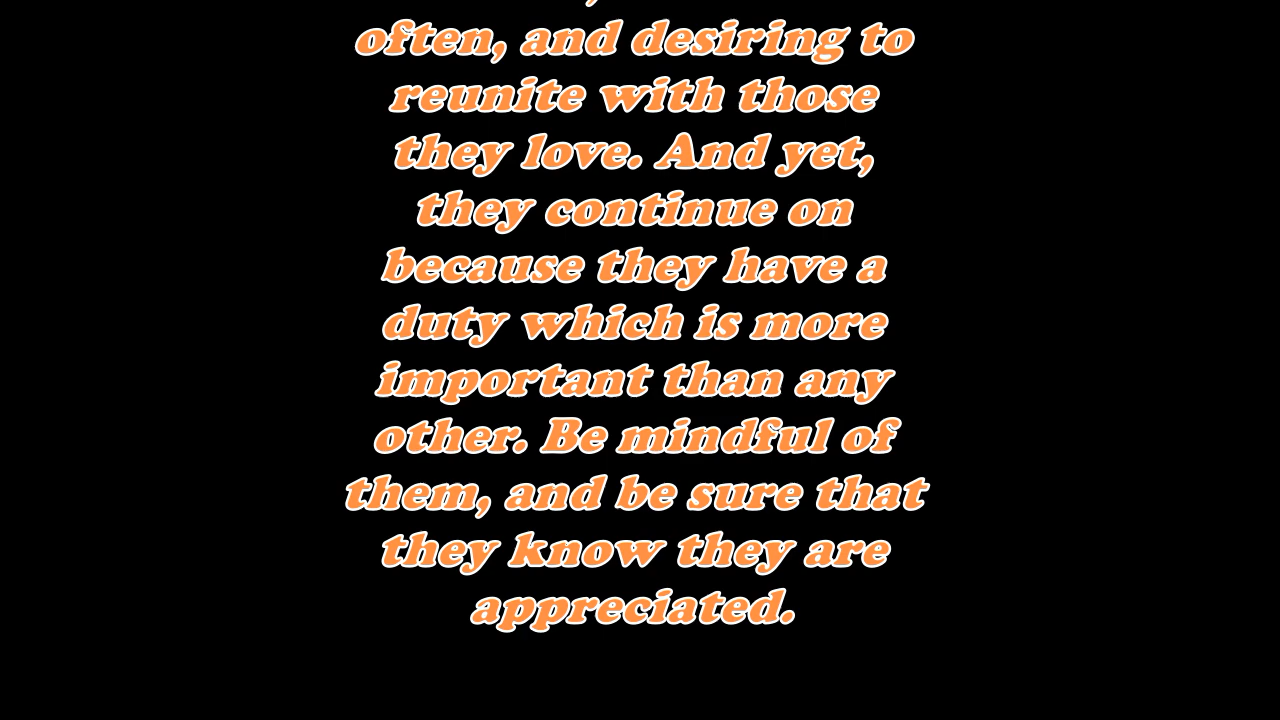 often, and desiring to
reunite with those
they love. And yet,
they continue on
because they have a
duty which is more
important than any
other. Be mindful of
them, and be sure that
they know they are
appreciated.